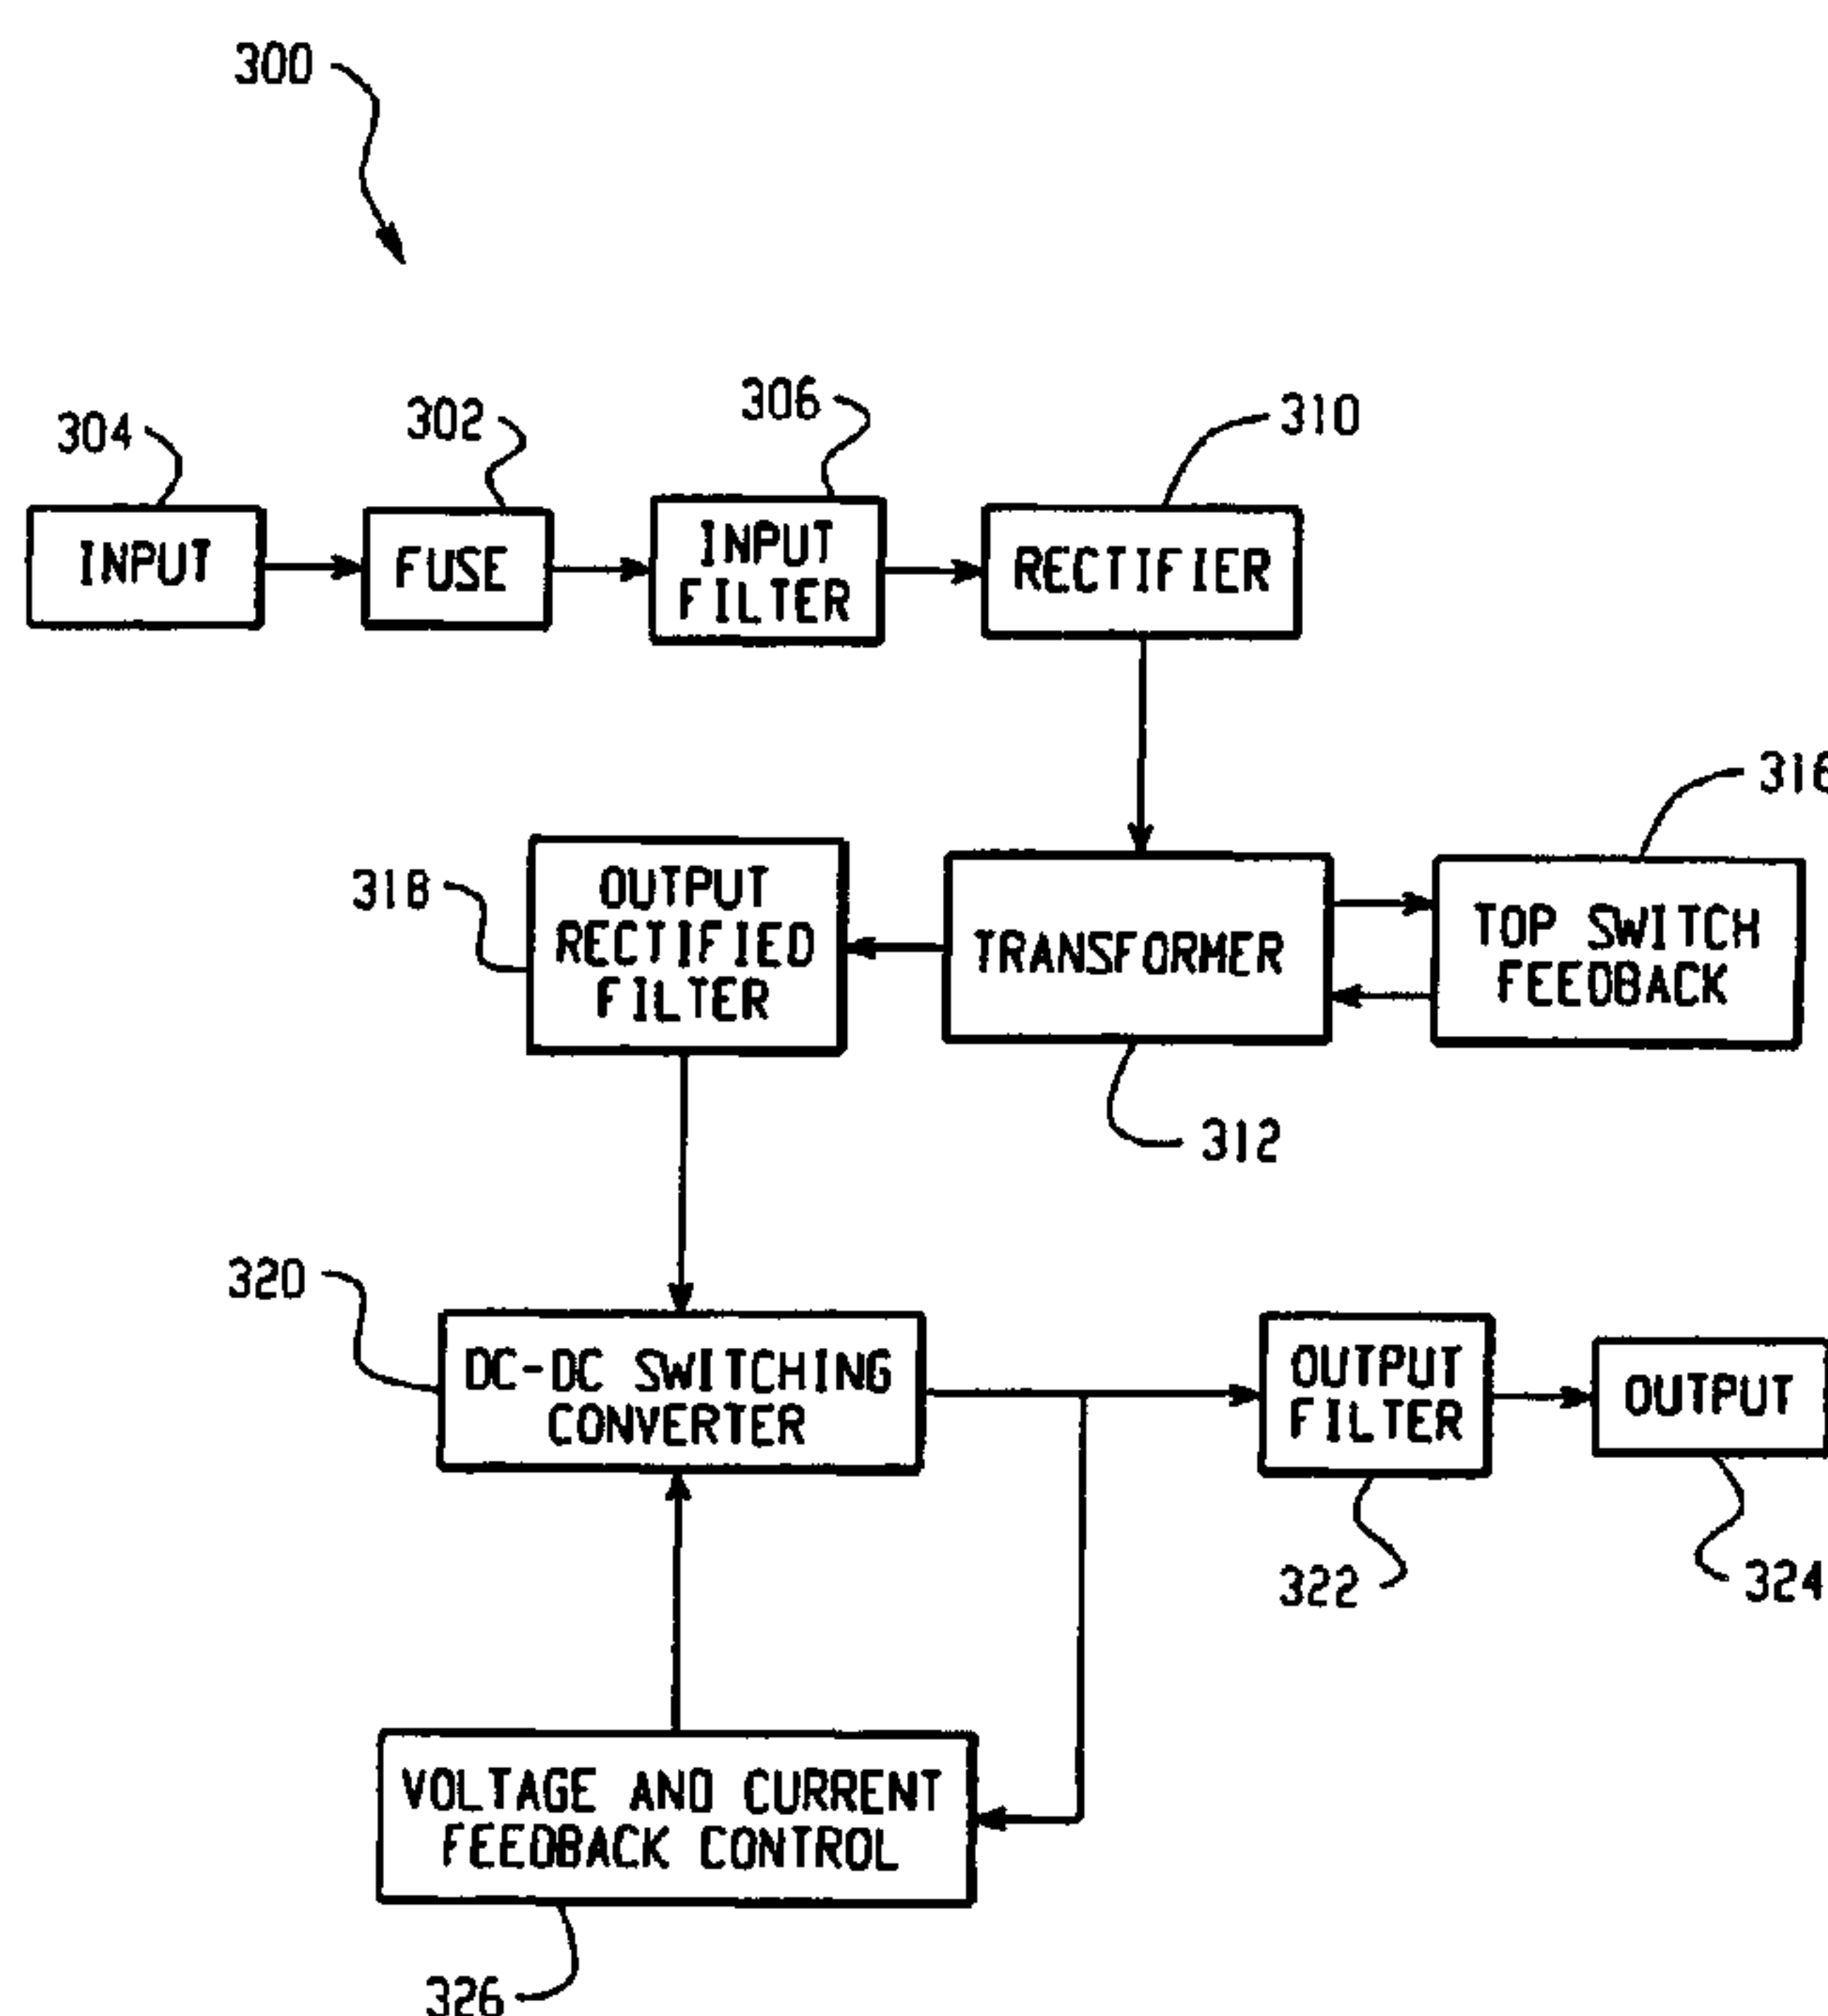 300
304
302
306
310
INPUT
FUSE
INPUT
FILTER
RECTIFIER
316
318
OUTPUT
RECTIFIED
FILTER
TRANSFORMER
TOP SWITCH
FEEDBACK
312
320
DC-DC SWITCHING
CONVERTER
OUTPUT
FILTER
OUTPUT
322
324
VOLTAGE AND CURRENT
FEEDBACK CONTROL
326